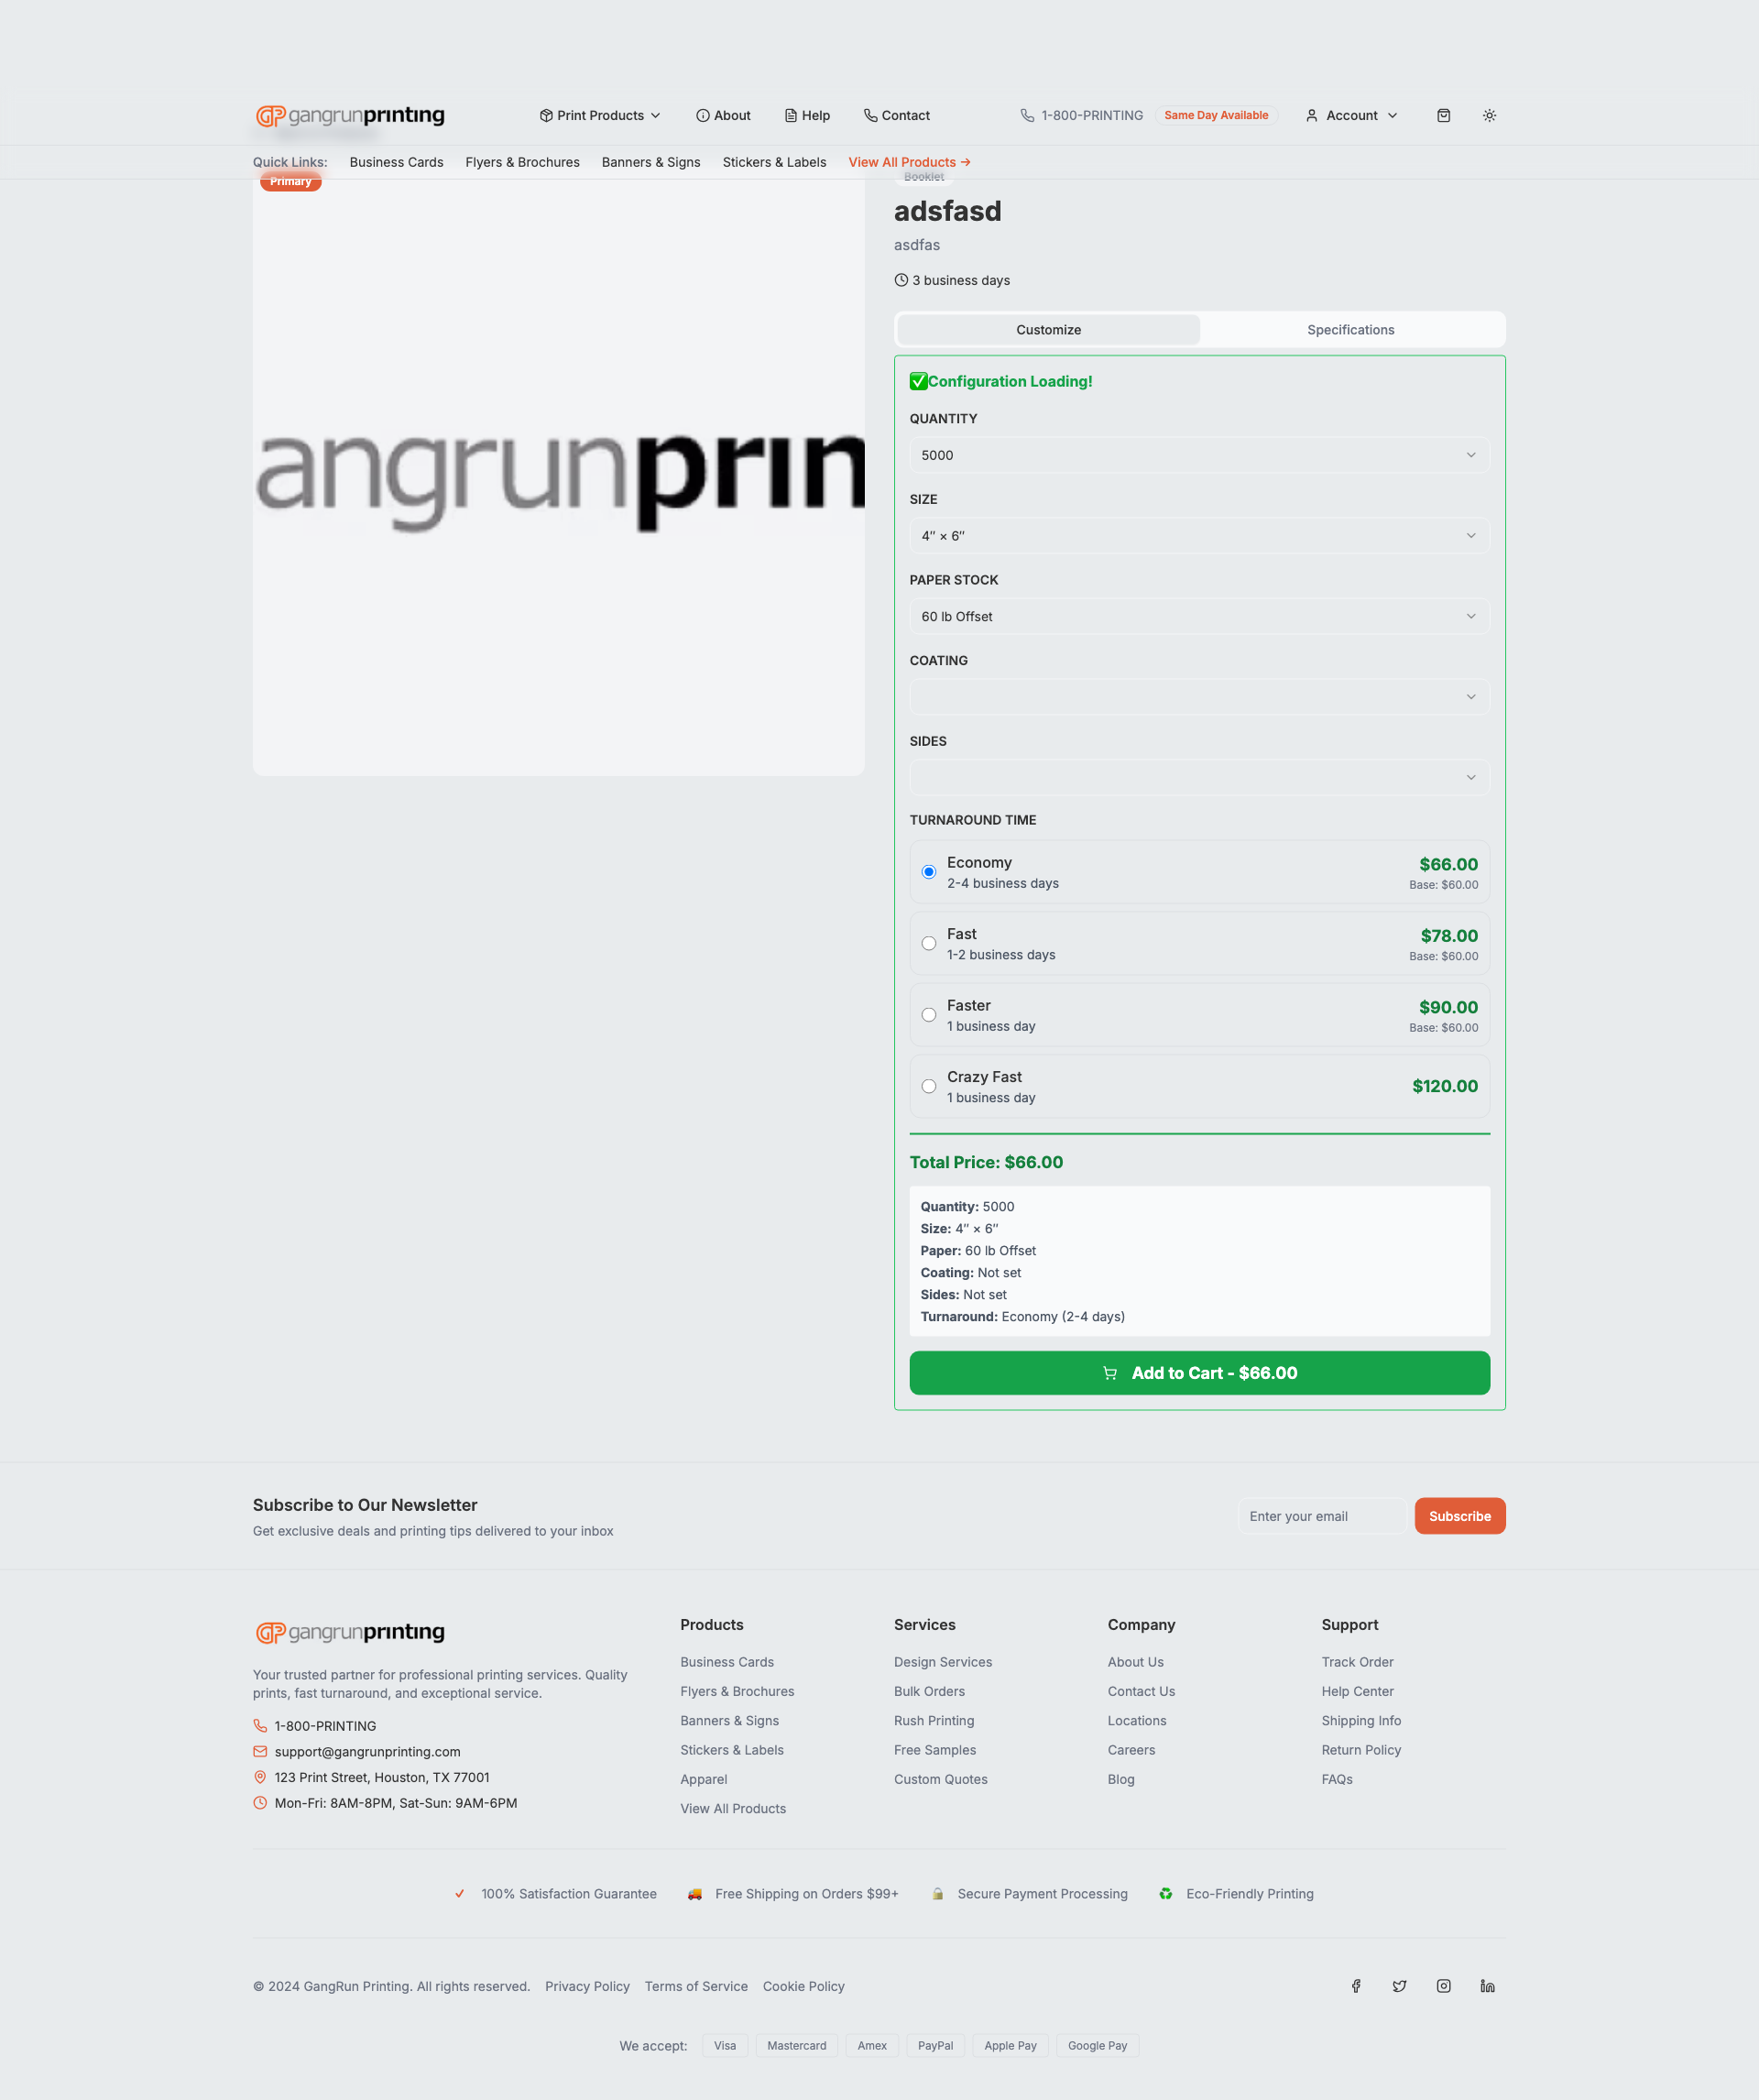 gangrunprinting
Print Products
About
Help
Contact
1-800-PRINTING
Same Day Available
Account
Quick Links:
Business Cards
Flyers & Brochures
Banners & Signs
Stickers & Labels
View All Products →
Primary
angrunprin
Booklet
adsfasd
asdfas
3 business days
Customize
Specifications
✅Configuration Loading!
QUANTITY
5000
SIZE
4″ × 6″
PAPER STOCK
60 lb Offset
COATING
SIDES
TURNAROUND TIME
Economy
$66.00
2-4 business days
Base: $60.00
Fast
$78.00
1-2 business days
Base: $60.00
Faster
$90.00
1 business day
Base: $60.00
Crazy Fast
$120.00
1 business day
Total Price: $66.00
Quantity: 5000
Size: 4″ × 6″
Paper: 60 lb Offset
Coating: Not set
Sides: Not set
Turnaround: Economy (2-4 days)
Add to Cart - $66.00
Subscribe to Our Newsletter
Get exclusive deals and printing tips delivered to your inbox
Enter your email
Subscribe
gangrunprinting
Your trusted partner for professional printing services. Quality
prints, fast turnaround, and exceptional service.
1-800-PRINTING
support@gangrunprinting.com
123 Print Street, Houston, TX 77001
Mon-Fri: 8AM-8PM, Sat-Sun: 9AM-6PM
Products
Business Cards
Flyers & Brochures
Banners & Signs
Stickers & Labels
Apparel
View All Products
Services
Design Services
Bulk Orders
Rush Printing
Free Samples
Custom Quotes
Company
About Us
Contact Us
Locations
Careers
Blog
Support
Track Order
Help Center
Shipping Info
Return Policy
FAQs
✓ 100% Satisfaction Guarantee
🚚 Free Shipping on Orders $99+
🔒 Secure Payment Processing
♻ Eco-Friendly Printing
© 2024 GangRun Printing. All rights reserved.
Privacy Policy
Terms of Service
Cookie Policy
We accept:
Visa
Mastercard
Amex
PayPal
Apple Pay
Google Pay